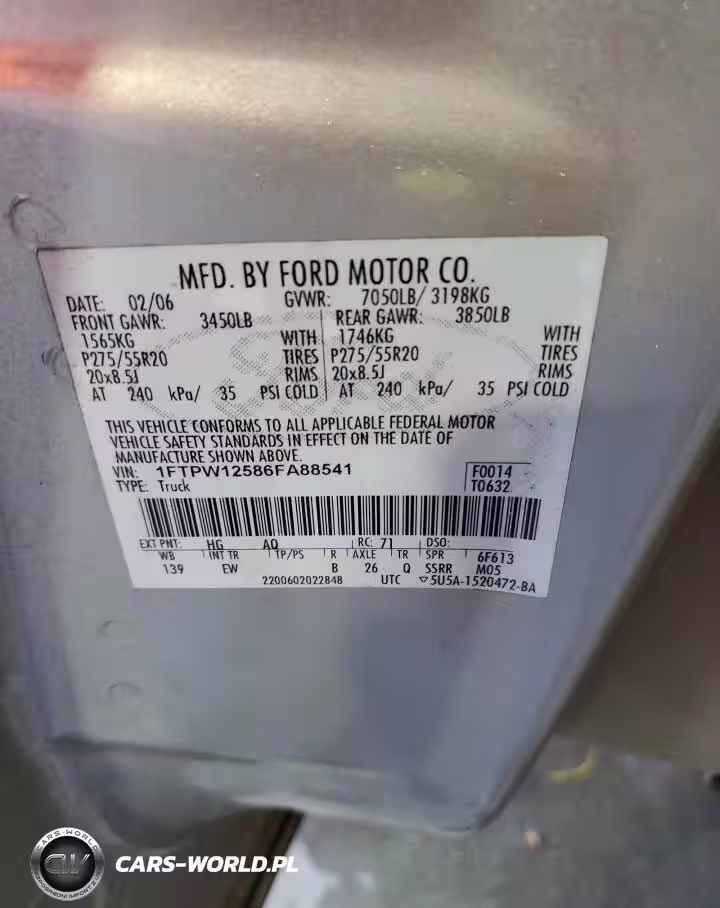 MFD. BY FORD MOTOR CO.
DATE: 02/06 GVWR: 7050LB/ 3198KG
FRONT GAWR: 3450LB REAR GAWR: 3850LB
1565KG WITH 1746KG WITH
P275/55R20 TIRES P275/55R20 TIRES
20x8.5J RIMS 20x8.5J RIMS
AT 240 kPa/ 35 PSI COLD AT 240 kPa/ 35 PSI COLD
THIS VEHICLE CONFORMS TO ALL APPLICABLE FEDERAL MOTOR
VEHICLE SAFETY STANDARDS IN EFFECT ON THE DATE OF
MANUFACTURE SHOWN ABOVE.
VIN: 1FTPW12586FA88541 F0014
TYPE: Truck T0632
EXT PNT: HG AQ RC: 71 DSO:
WB INT TR TP/PS R AXLE TR SPR 6F613
139 EW B 26 Q SSRR M05
2200602022848 UTC ▽5U5A-1520472-BA
CARS-WORLD
CW
CARS-WORLD.PL